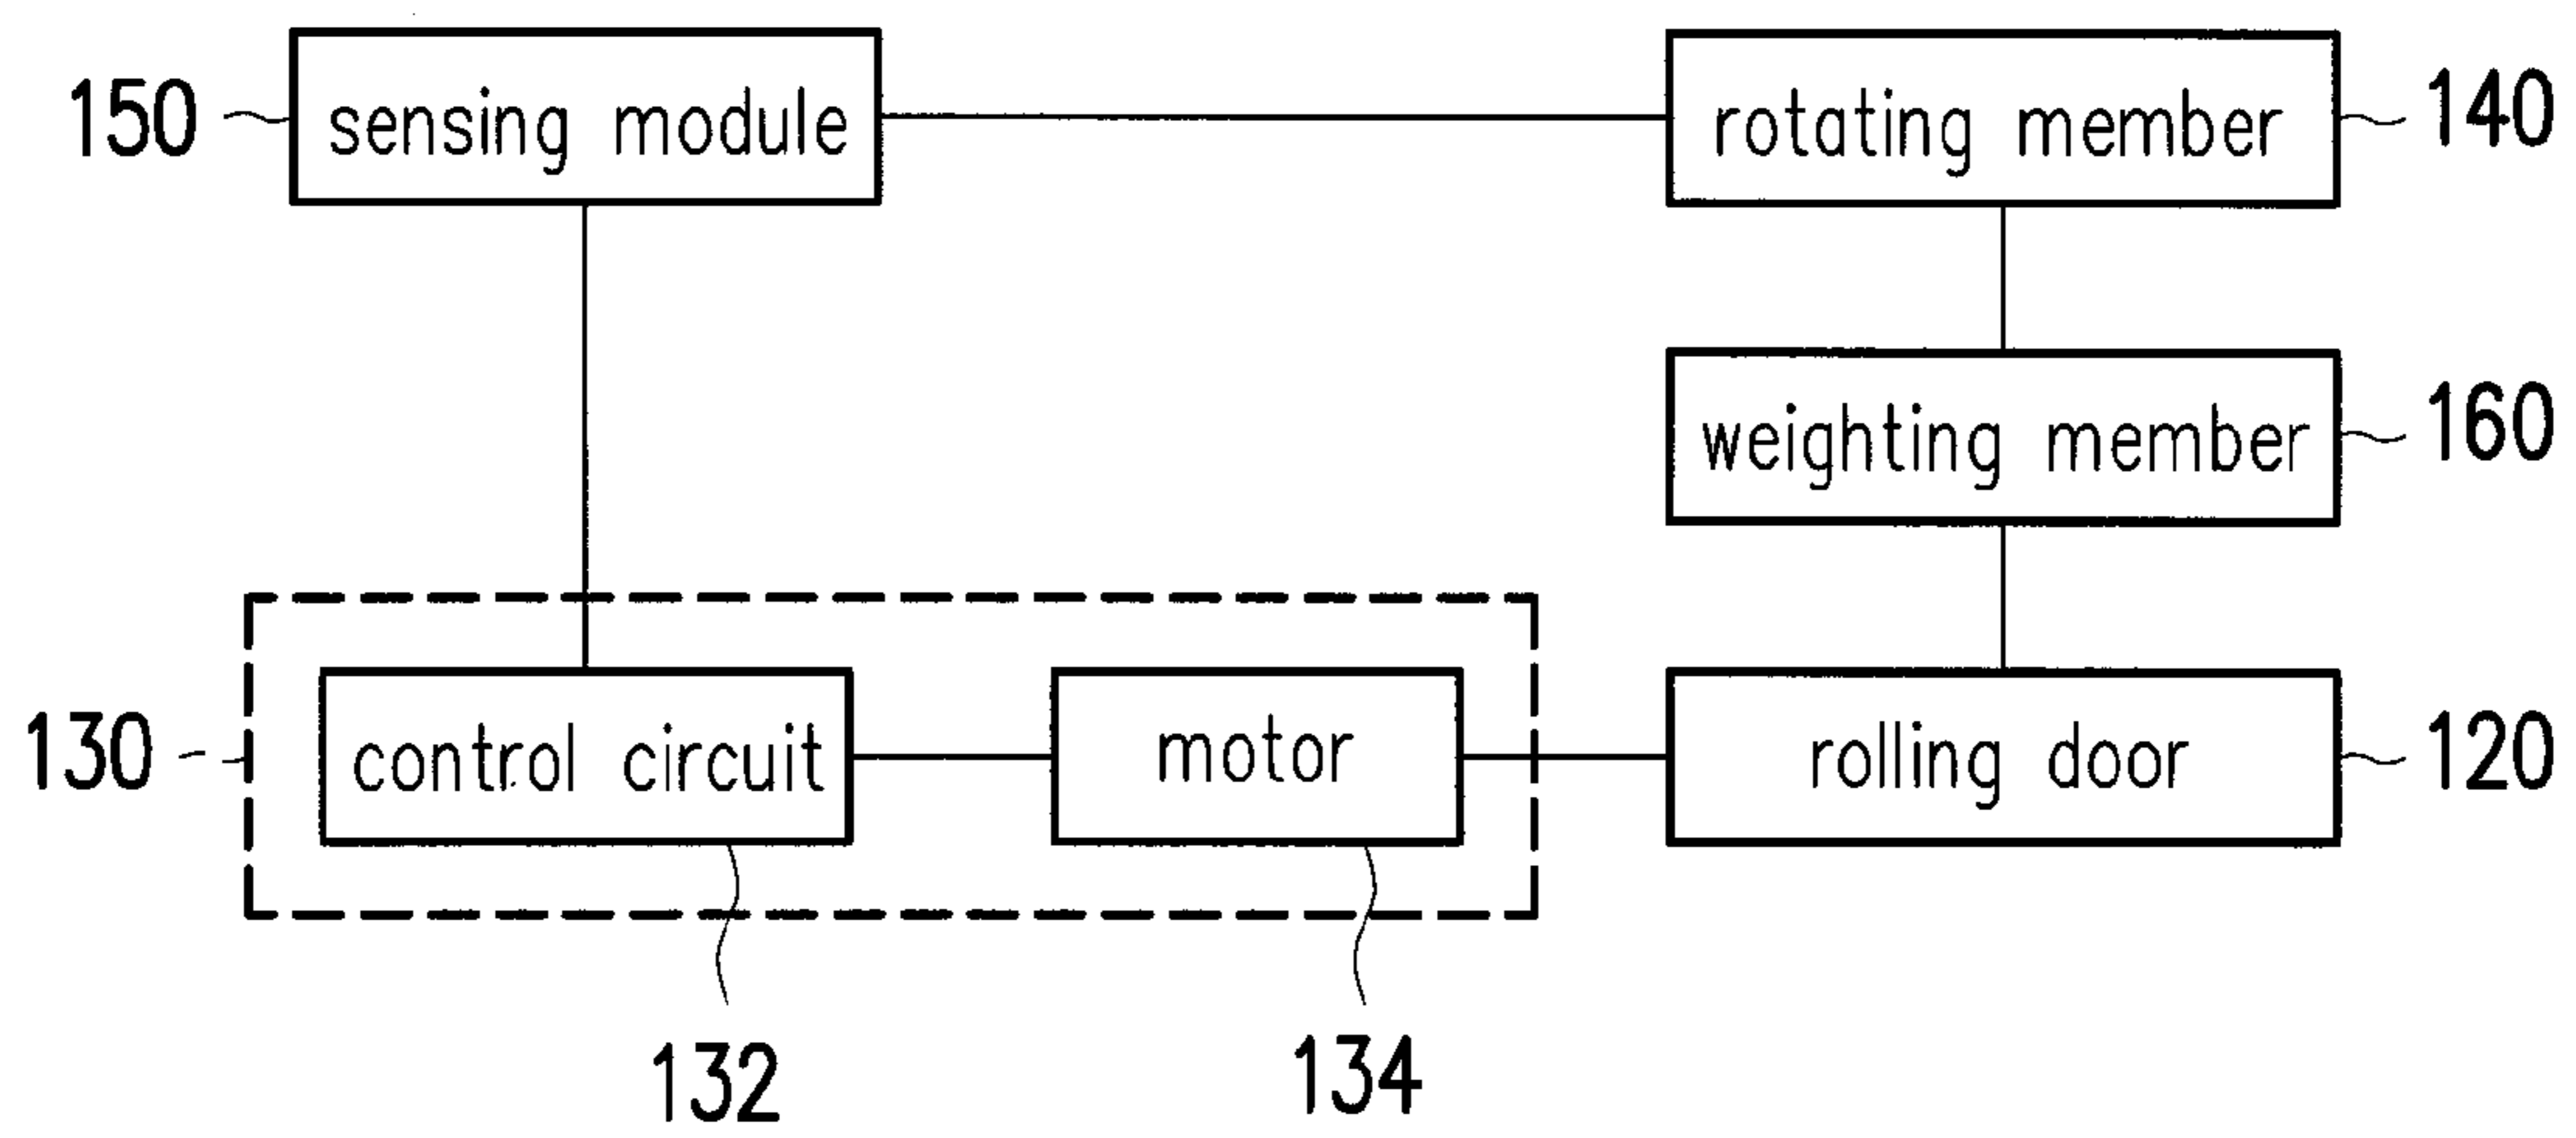 150 sensing module rotating member 140
weighting member 160
130 control circuit motor rolling door 120
132 134